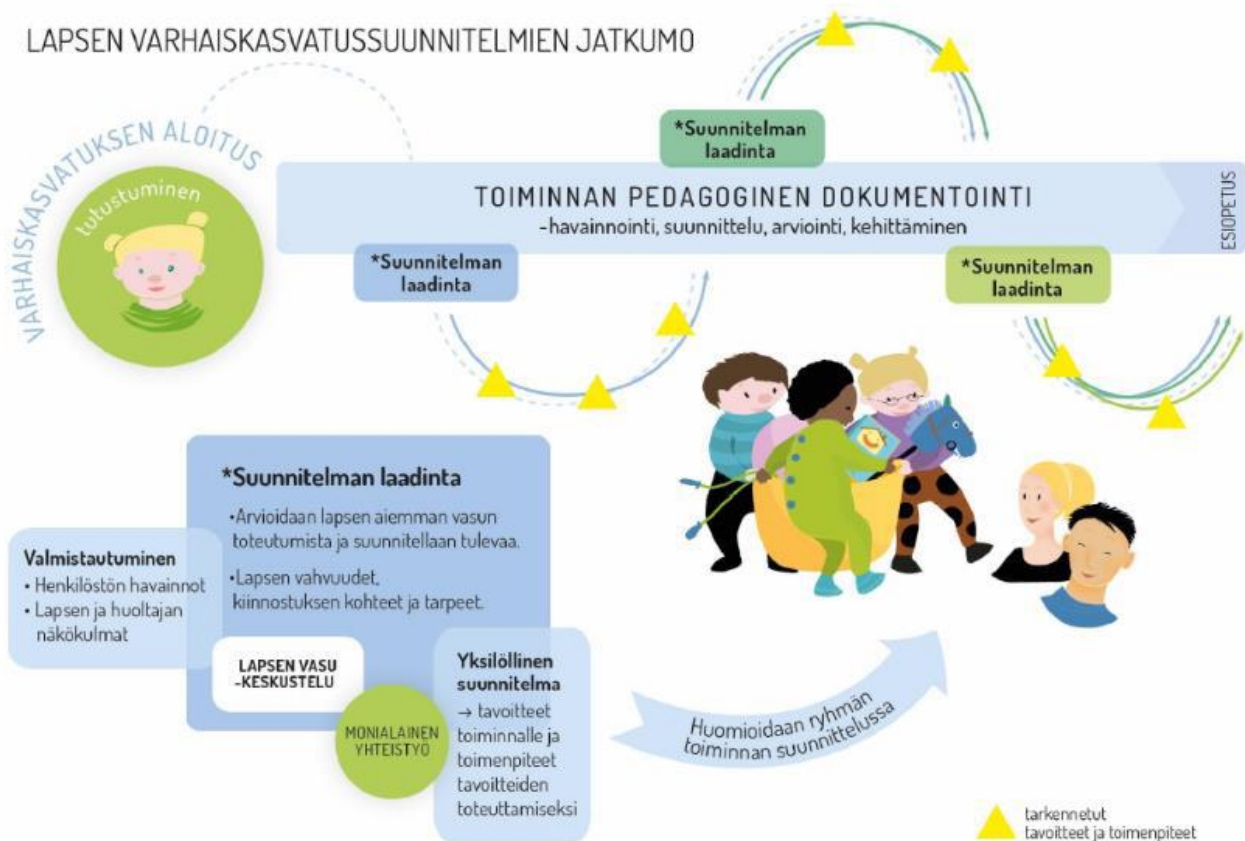 LAPSEN VARHAISKASVATUSSUUNNITELMIEN JATKUMO
VARHAISKASVATUKSEN ALOITUS
tutustuminen
*Suunnitelman
laadinta
TOIMINNAN PEDAGOGINEN DOKUMENTOINTI
-havainnointi, suunnittelu, arviointi, kehittäminen
ESIOPETUS
*Suunnitelman
laadinta
*Suunnitelman
laadinta
*Suunnitelman laadinta
•Arvioidaan lapsen aiemman vasun
toteutumista ja suunnitellaan tulevaa.
•Lapsen vahvuudet,
kiinnostuksen kohteet ja tarpeet.
Valmistautuminen
• Henkilöstön havainnot
• Lapsen ja huoltajan
näkökulmat
LAPSEN VASU
-KESKUSTELU
MONIALAINEN
YHTEISTYÖ
Yksilöllinen
suunnitelma
→ tavoitteet
toiminnalle ja
toimenpiteet
tavoitteiden
toteuttamiseksi
Huomioidaan ryhmän
toiminnan suunnittelussa
tarkennetut
tavoitteet ja toimenpiteet